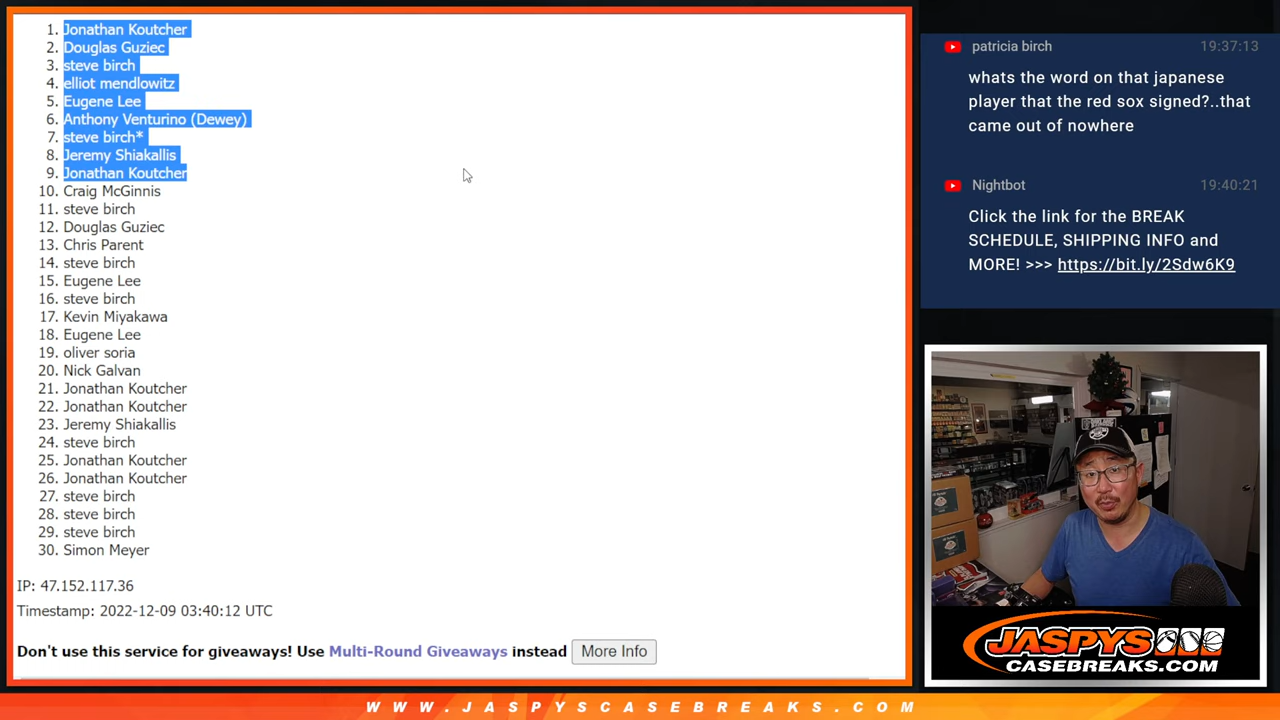 1. Jonathan Koutcher
2. Douglas Guziec
3. steve birch
4. elliot mendlowitz
5. Eugene Lee
6. Anthony Venturino (Dewey)
7. steve birch*
8. Jeremy Shiakallis
9. Jonathan Koutcher
10. Craig McGinnis
11. steve birch
12. Douglas Guziec
13. Chris Parent
14. steve birch
15. Eugene Lee
16. steve birch
17. Kevin Miyakawa
18. Eugene Lee
19. oliver soria
20. Nick Galvan
21. Jonathan Koutcher
22. Jonathan Koutcher
23. Jeremy Shiakallis
24. steve birch
25. Jonathan Koutcher
26. Jonathan Koutcher
27. steve birch
28. steve birch
29. steve birch
30. Simon Meyer
IP: 47.152.117.36
Timestamp: 2022-12-09 03:40:12 UTC
Don't use this service for giveaways! Use Multi-Round Giveaways instead More Info
patricia birch 19:37:13
whats the word on that japanese
player that the red sox signed?..that
came out of nowhere
Nightbot 19:40:21
Click the link for the BREAK
SCHEDULE, SHIPPING INFO and
MORE! >>> https://bit.ly/2Sdw6K9
JASPYS
CASEBREAKS.COM
WWW.JASPYSCASEBREAKS.COM